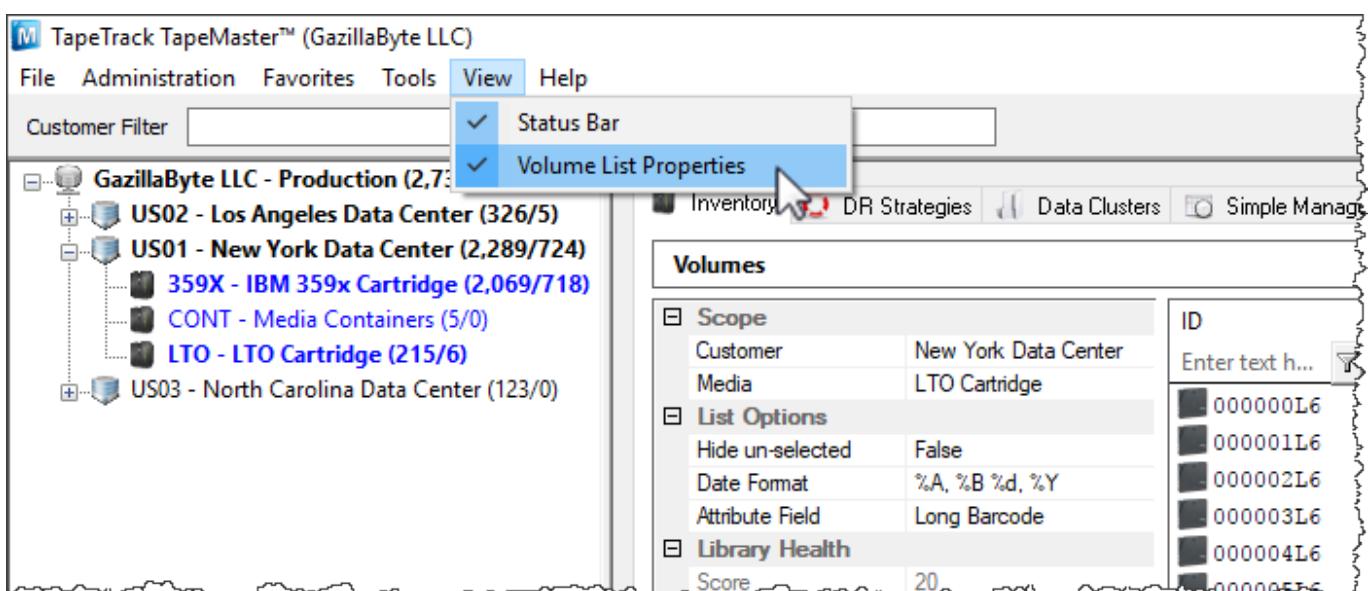 TapeTrack TapeMaster™ (GazillaByte LLC)
File Administration Favorites Tools View Help
Customer Filter
Status Bar
Volume List Properties
GazillaByte LLC - Production (2,73
US02 - Los Angeles Data Center (326/5)
US01 - New York Data Center (2,289/724)
359X - IBM 359x Cartridge (2,069/718)
CONT - Media Containers (5/0)
LTO - LTO Cartridge (215/6)
US03 - North Carolina Data Center (123/0)
Inventory DR Strategies Data Clusters Simple Manag
Volumes
Scope
Customer New York Data Center
Media LTO Cartridge
List Options
Hide un-selected False
Date Format %A, %B %d, %Y
Attribute Field Long Barcode
Library Health
Score 20
ID
Enter text h...
000000L6
000001L6
000002L6
000003L6
000004L6
000005L6